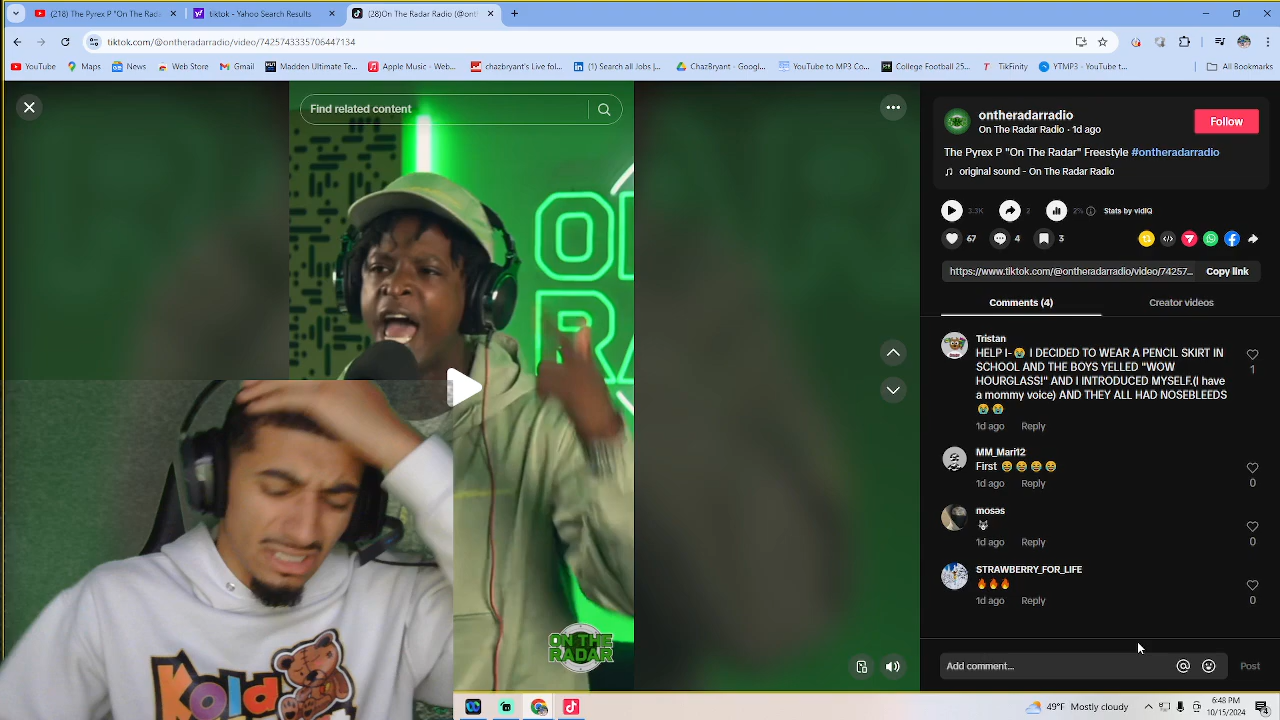 (218) The Pyrex P "On The Rada
tiktok - Yahoo Search Results
(28)On The Radar Radio (@ont
tiktok.com/@ontheradarradio/video/7425743335706447134
YouTube
Maps
News
Web Store
Gmail
Madden Ultimate Te...
Apple Music - Web...
chazbryant's Live fol...
(1) Search all Jobs |...
ChazBryant - Googl...
YouTube to MP3 Co...
College Football 25...
TikFinity
YTMP3 - YouTube t...
All Bookmarks
Find related content
ON THE RADAR
Kold
ontheradarradio
On The Radar Radio · 1d ago
Follow
The Pyrex P "On The Radar" Freestyle #ontheradarradio
original sound - On The Radar Radio
3.3K
2
2%
Stats by vidIQ
67
4
3
https://www.tiktok.com/@ontheradarradio/video/74257_
Copy link
Comments (4)
Creator videos
Tristan
HELP I-😭 I DECIDED TO WEAR A PENCIL SKIRT IN
SCHOOL AND THE BOYS YELLED "WOW
HOURGLASS!" AND I INTRODUCED MYSELF.(I have
a mommy voice) AND THEY ALL HAD NOSEBLEEDS
😭😭
1
1d ago Reply
MM_Mari12
First 😄😄😄😄
1d ago Reply
0
mosas
🐺
1d ago Reply
0
STRAWBERRY_FOR_LIFE
🔥🔥🔥
1d ago Reply
0
Add comment...
Post
49°F Mostly cloudy
6:48 PM
10/15/2024